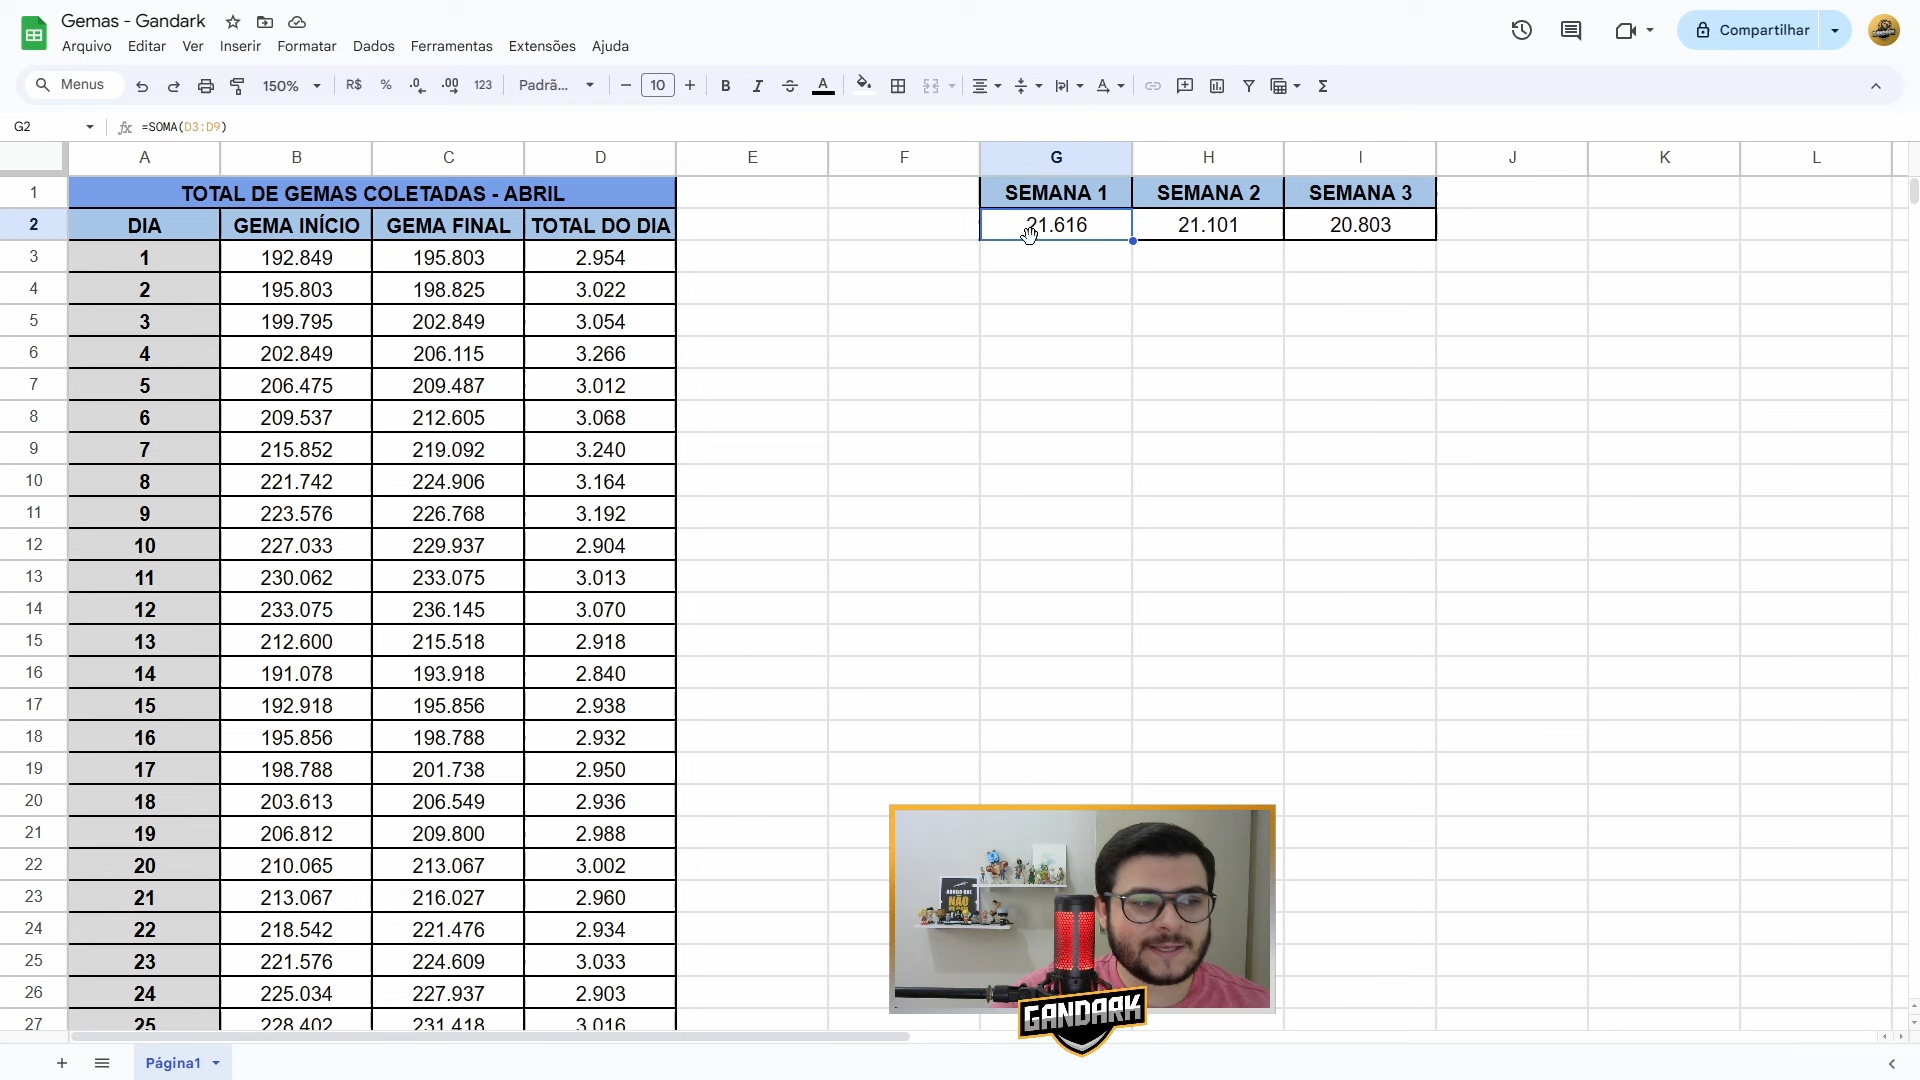 Gemas - Gandark
Arquivo Editar Ver Inserir Formatar Dados Ferramentas Extensões Ajuda
Compartilhar
Menus 150% R$ % .0 .00 123 Padrã... 10 B I A
G2 fx =SOMA(D3:D9)
A B C D E F G H I J K L
1 TOTAL DE GEMAS COLETADAS - ABRIL SEMANA 1 SEMANA 2 SEMANA 3
2 DIA GEMA INÍCIO GEMA FINAL TOTAL DO DIA 21.616 21.101 20.803
3 1 192.849 195.803 2.954
4 2 195.803 198.825 3.022
5 3 199.795 202.849 3.054
6 4 202.849 206.115 3.266
7 5 206.475 209.487 3.012
8 6 209.537 212.605 3.068
9 7 215.852 219.092 3.240
10 8 221.742 224.906 3.164
11 9 223.576 226.768 3.192
12 10 227.033 229.937 2.904
13 11 230.062 233.075 3.013
14 12 233.075 236.145 3.070
15 13 212.600 215.518 2.918
16 14 191.078 193.918 2.840
17 15 192.918 195.856 2.938
18 16 195.856 198.788 2.932
19 17 198.788 201.738 2.950
20 18 203.613 206.549 2.936
21 19 206.812 209.800 2.988
22 20 210.065 213.067 3.002
23 21 213.067 216.027 2.960
24 22 218.542 221.476 2.934
25 23 221.576 224.609 3.033
26 24 225.034 227.937 2.903
27 25 228.402 231.418 3.016
NÃO
GANDARK
Página1